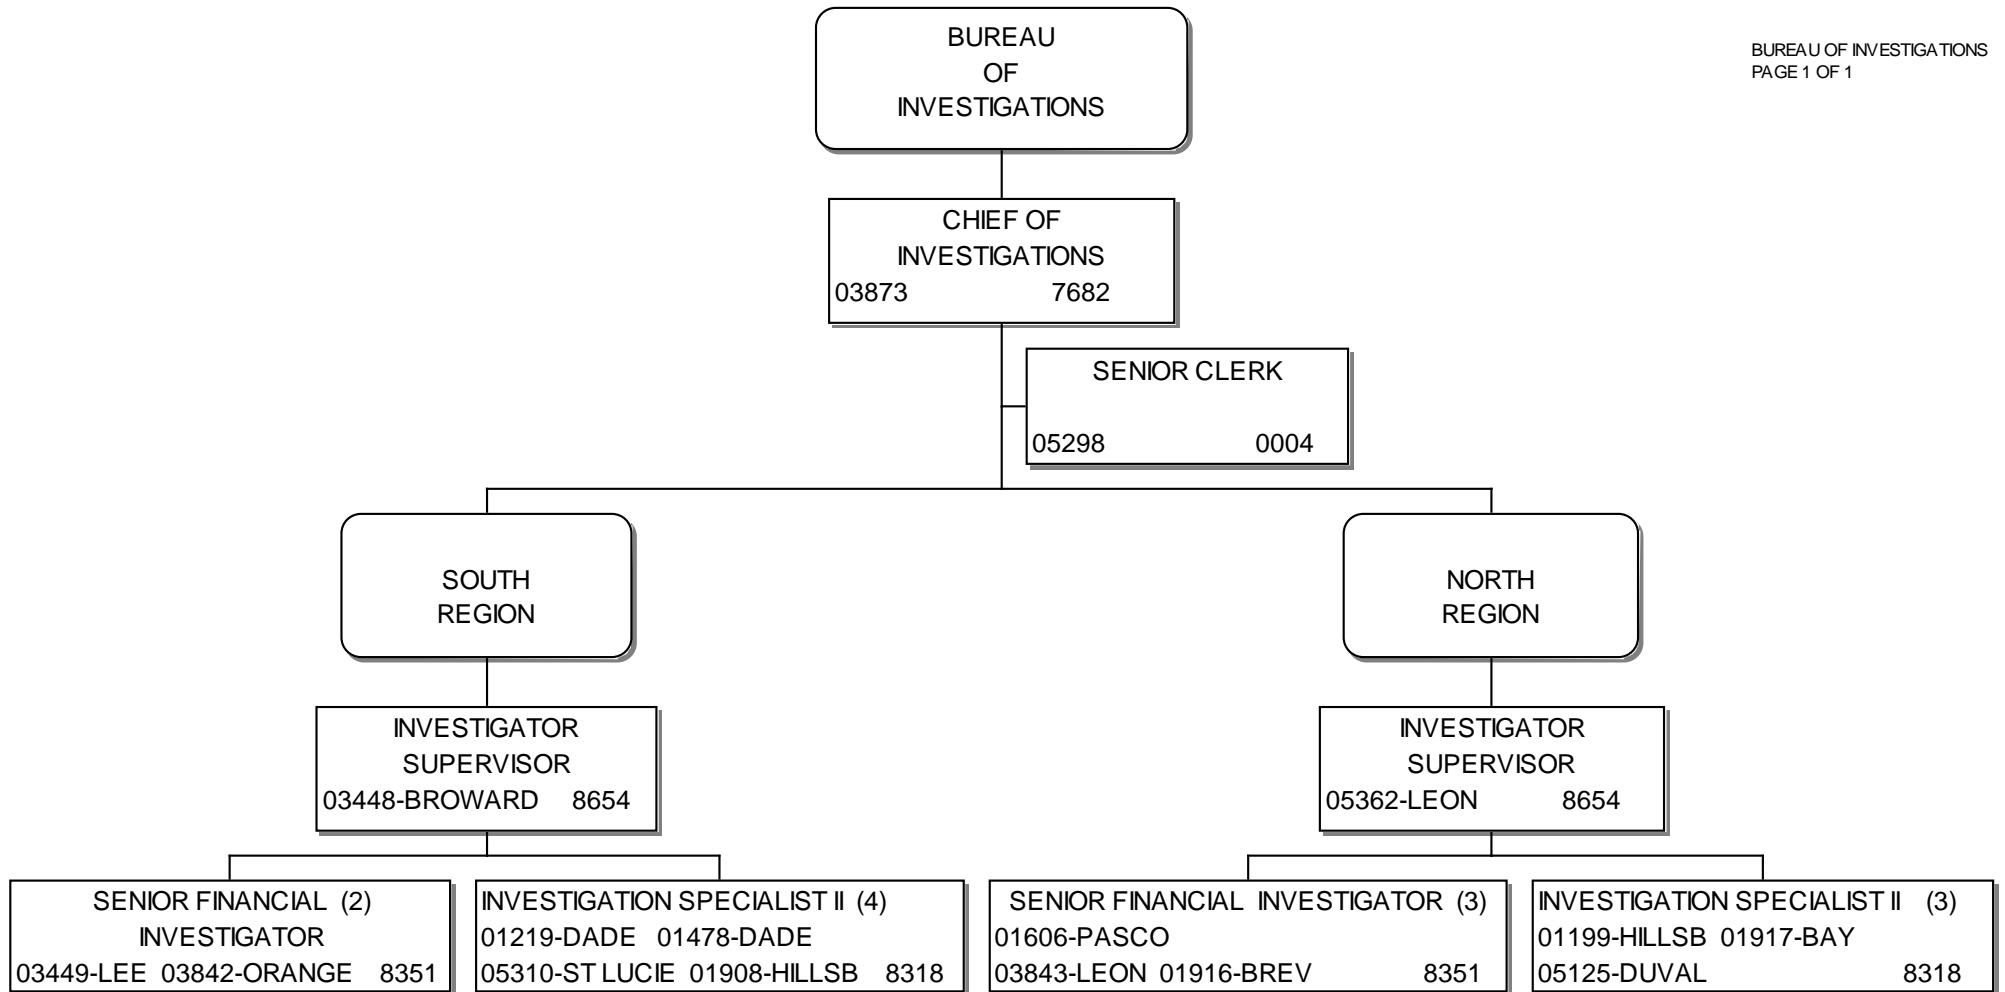 BUREAU
OF
INVESTIGATIONS
BUREAU OF INVESTIGATIONS
PAGE 1 OF 1
CHIEF OF
INVESTIGATIONS
03873 7682
SENIOR CLERK
05298 0004
SOUTH
REGION
NORTH
REGION
INVESTIGATOR
SUPERVISOR
03448-BROWARD 8654
INVESTIGATOR
SUPERVISOR
05362-LEON 8654
SENIOR FINANCIAL (2)
INVESTIGATOR
03449-LEE 03842-ORANGE 8351
INVESTIGATION SPECIALIST II (4)
01219-DADE 01478-DADE
05310-ST LUCIE 01908-HILLSB 8318
SENIOR FINANCIAL INVESTIGATOR (3)
01606-PASCO
03843-LEON 01916-BREV 8351
INVESTIGATION SPECIALIST II (3)
01199-HILLSB 01917-BAY
05125-DUVAL 8318